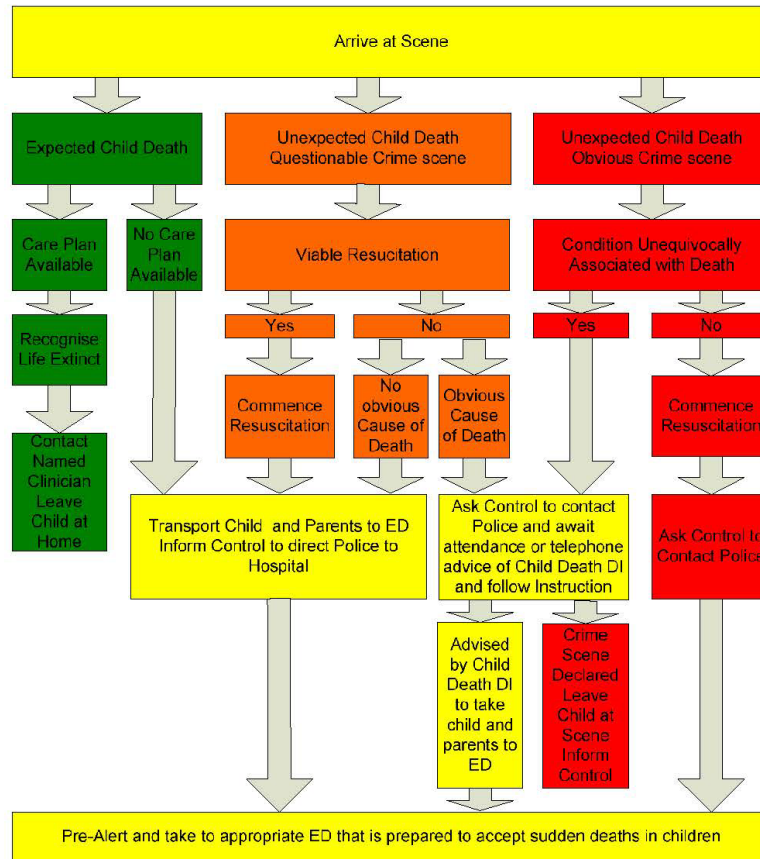 Arrive at Scene
Expected Child Death
Unexpected Child Death
Questionable Crime scene
Unexpected Child Death
Obvious Crime scene
Care Plan
Available
No Care
Plan
Available
Viable Resucitation
Condition Unequivocally
Associated with Death
Yes
No
Yes
No
Recognise
Life Extinct
Commence
Resuscitation
No
obvious
Cause of
Death
Obvious
Cause
of Death
Commence
Resuscitation
Contact
Named
Clinician
Leave
Child at
Home
Transport Child and Parents to ED
Inform Control to direct Police to
Hospital
Ask Control to contact
Police and await
attendance or telephone
advice of Child Death DI
and follow Instruction
Ask Control to
Contact Police
Advised
by Child
Death DI
to take
child and
parents to
ED
Crime
Scene
Declared
Leave
Child at
Scene
Inform
Control
Pre-Alert and take to appropriate ED that is prepared to accept sudden deaths in children